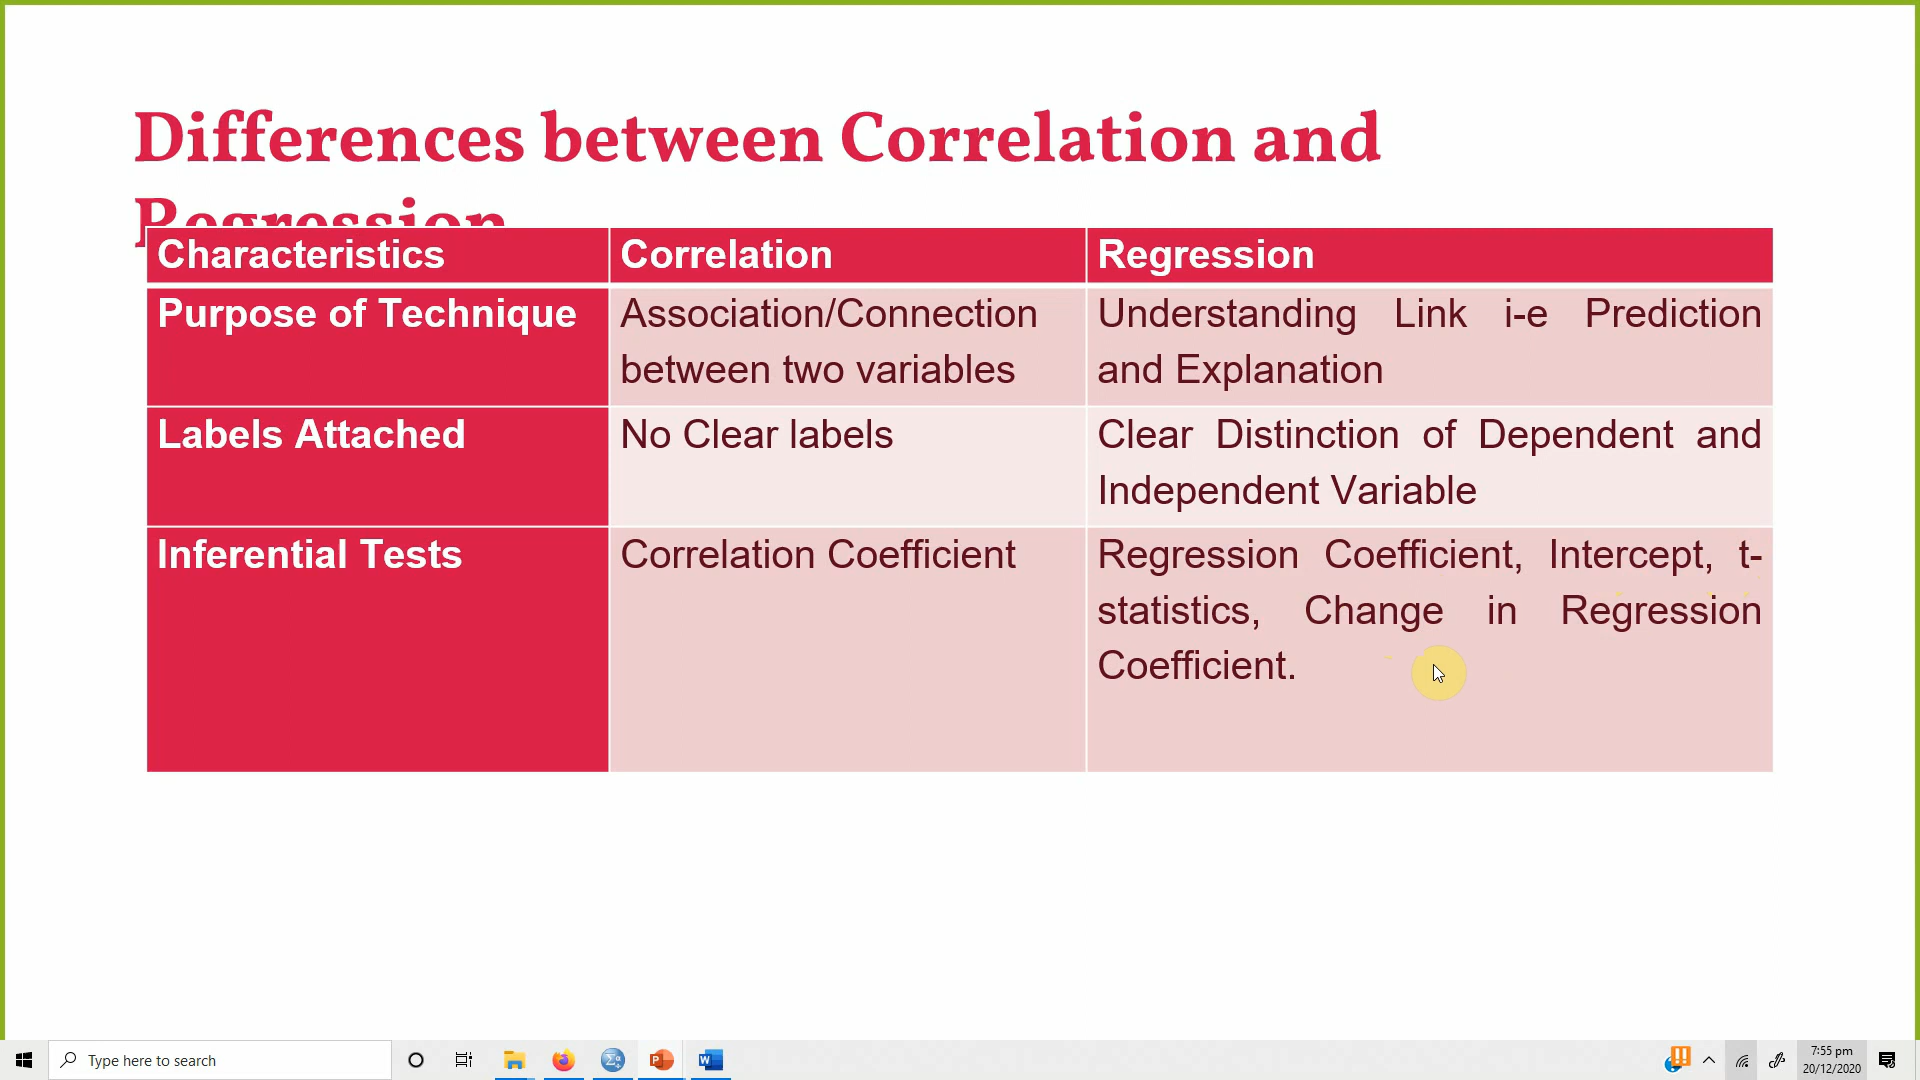 Differences between Correlation and
Regression
Characteristics
Correlation
Regression
Purpose of Technique
Association/Connection
between two variables
Understanding Link i-e Prediction
and Explanation
Labels Attached
No Clear labels
Clear Distinction of Dependent and
Independent Variable
Inferential Tests
Correlation Coefficient
Regression Coefficient, Intercept, t-
statistics, Change in Regression
Coefficient.
Type here to search
7:55 pm
20/12/2020